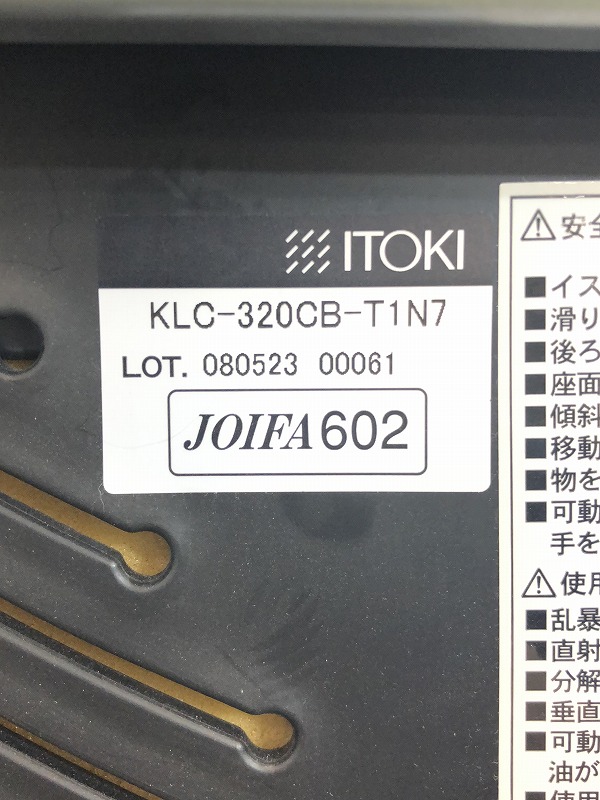 ITOKI
KLC-320CB-T1N7
LOT. 080523 00061
JOIFA602
⚠安全
■イス
■滑り
■後ろ
■座面
■傾斜
■移動
■物を
■可動
手を
⚠使用
■乱暴
■直射
■分解
■垂直
■可動
油が
■使用